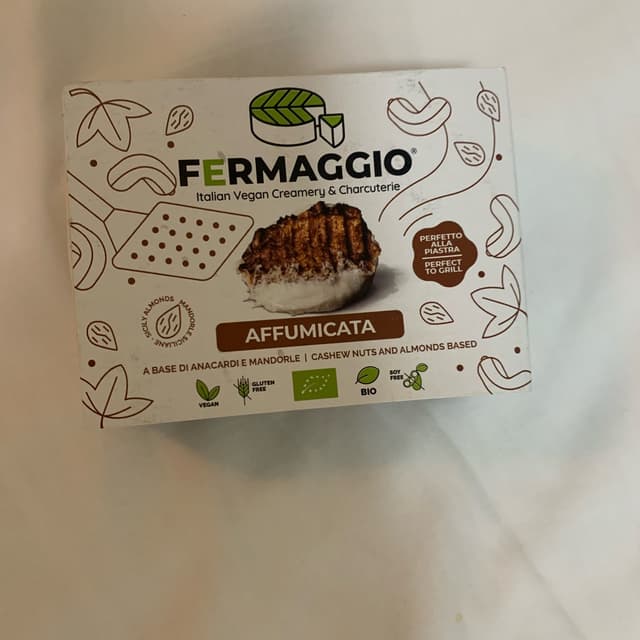 FERMAGGIO®
Italian Vegan Creamery & Charcuterie
PERFETTO
ALLA
PIASTRA
PERFECT
TO GRILL
SICILY ALMONDS · MANDORLE SICILIANE ·
AFFUMICATA
A BASE DI ANACARDI E MANDORLE | CASHEW NUTS AND ALMONDS BASED
VEGAN
GLUTEN
FREE
BIO
SOY
FREE